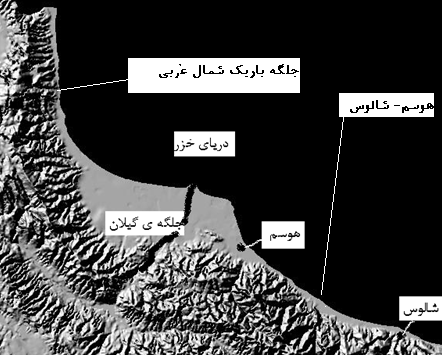 جلگه باریک شمال غربی
هوسم- شالوس
دریای خزر
جلگه ی گیلان
هوسم
شالوس